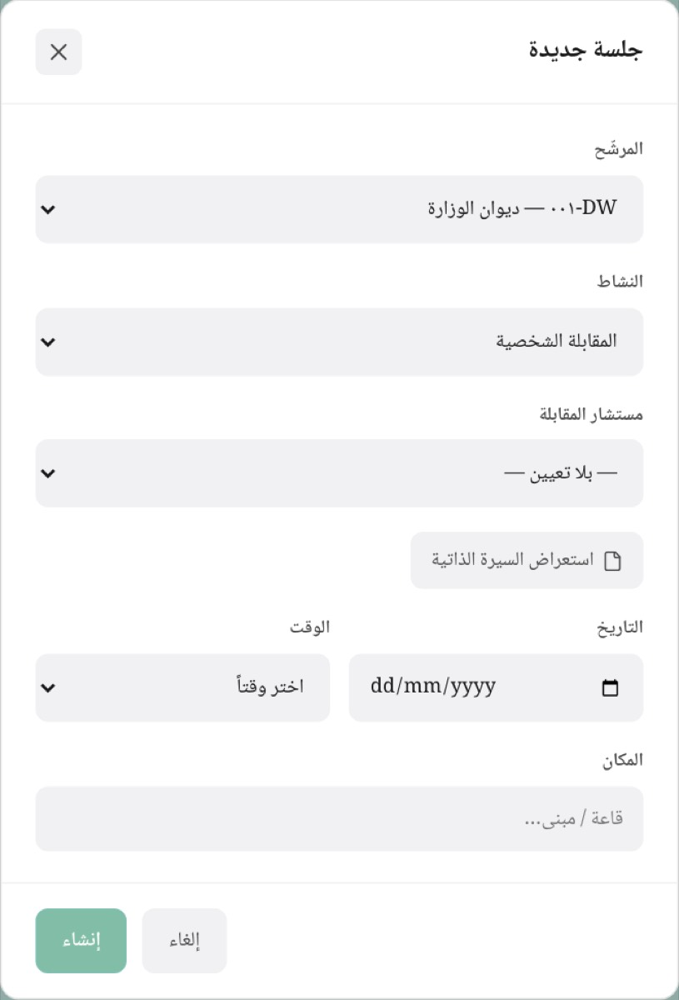 جلسة جديدة
المرشّح
DW-٠٠١ — ديوان الوزارة
النشاط
المقابلة الشخصية
مستشار المقابلة
— بلا تعيين —
استعراض السيرة الذاتية
التاريخ
الوقت
dd/mm/yyyy
اختر وقتاً
المكان
قاعة / مبنى...
إلغاء
إنشاء